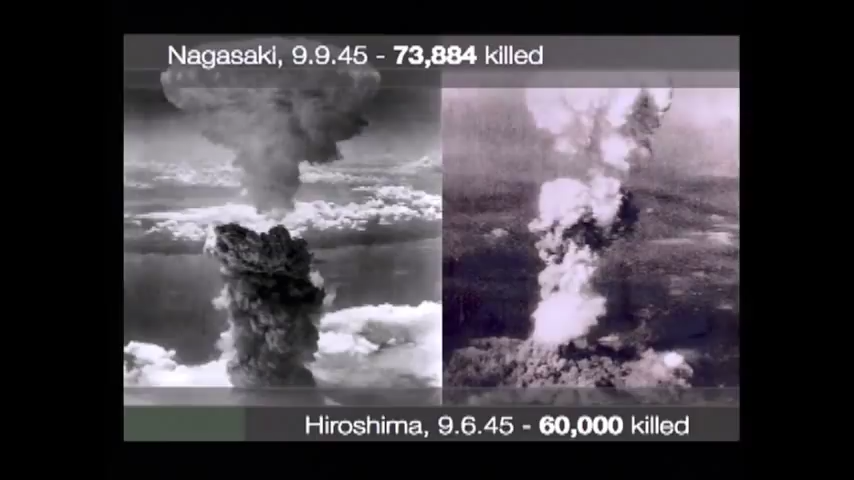 Nagasaki, 9.9.45 - 73,884 killed
Hiroshima, 9.6.45 - 60,000 killed